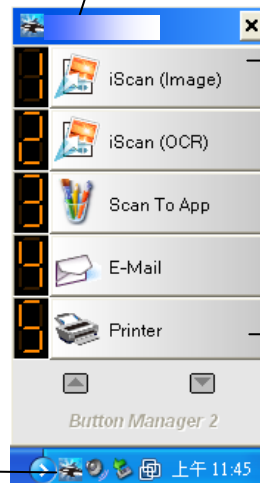 1 iScan (Image)
2 iScan (OCR)
3 Scan To App
4 E-Mail
5 Printer
Button Manager 2
上午 11:45